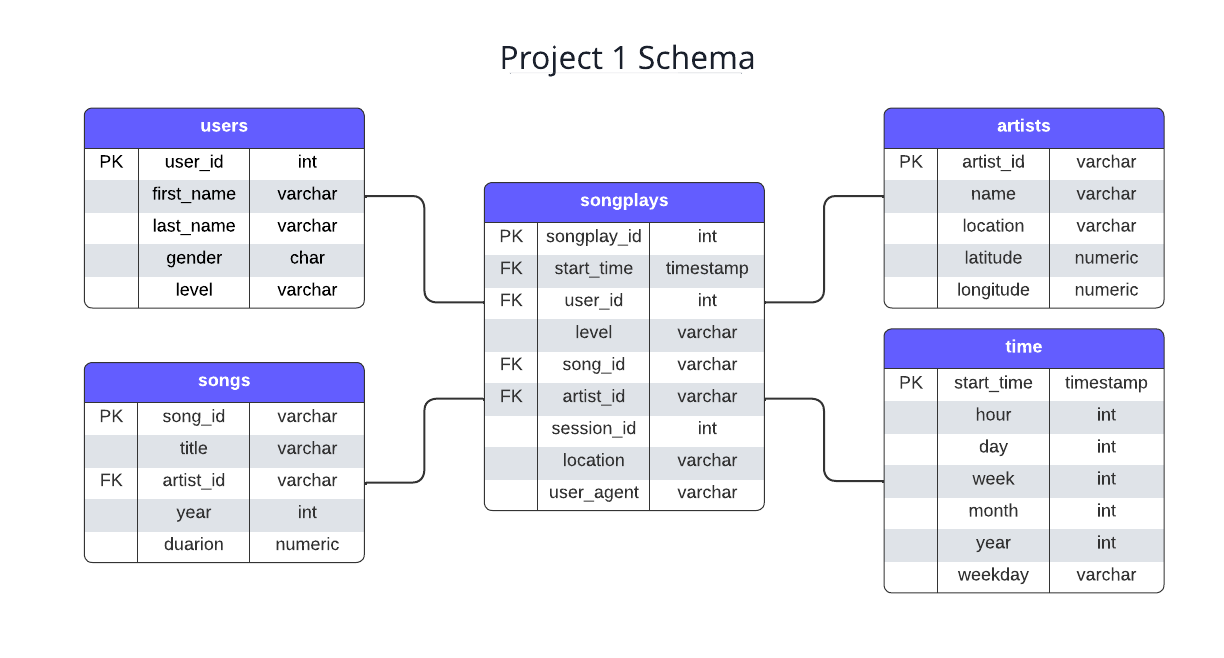 Project 1 Schema
users
PK user_id int
first_name varchar
last_name varchar
gender char
level varchar
songs
PK song_id varchar
title varchar
FK artist_id varchar
year int
duarion numeric
songplays
PK songplay_id int
FK start_time timestamp
FK user_id int
level varchar
FK song_id varchar
FK artist_id varchar
session_id int
location varchar
user_agent varchar
artists
PK artist_id varchar
name varchar
location varchar
latitude numeric
longitude numeric
time
PK start_time timestamp
hour int
day int
week int
month int
year int
weekday varchar